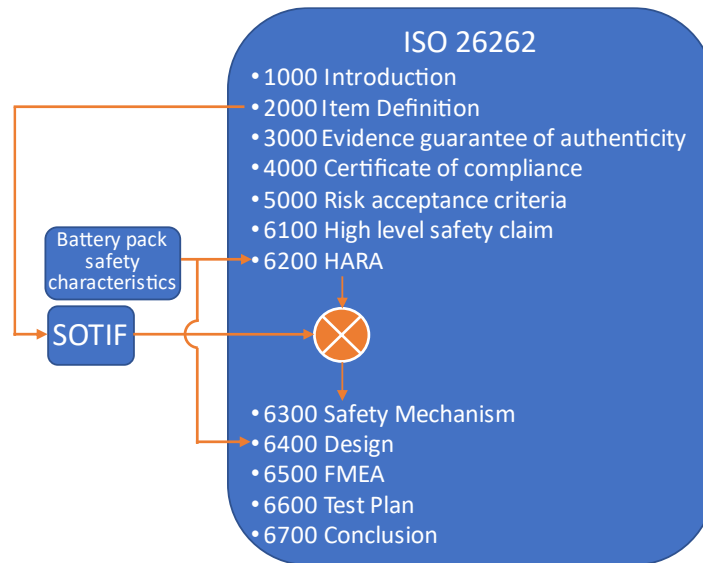 ISO 26262
• 1000 Introduction
• 2000 Item Definition
• 3000 Evidence guarantee of authenticity
• 4000 Certificate of compliance
• 5000 Risk acceptance criteria
• 6100 High level safety claim
• 6200 HARA
Battery pack
safety
characteristics
SOTIF
• 6300 Safety Mechanism
• 6400 Design
• 6500 FMEA
• 6600 Test Plan
• 6700 Conclusion